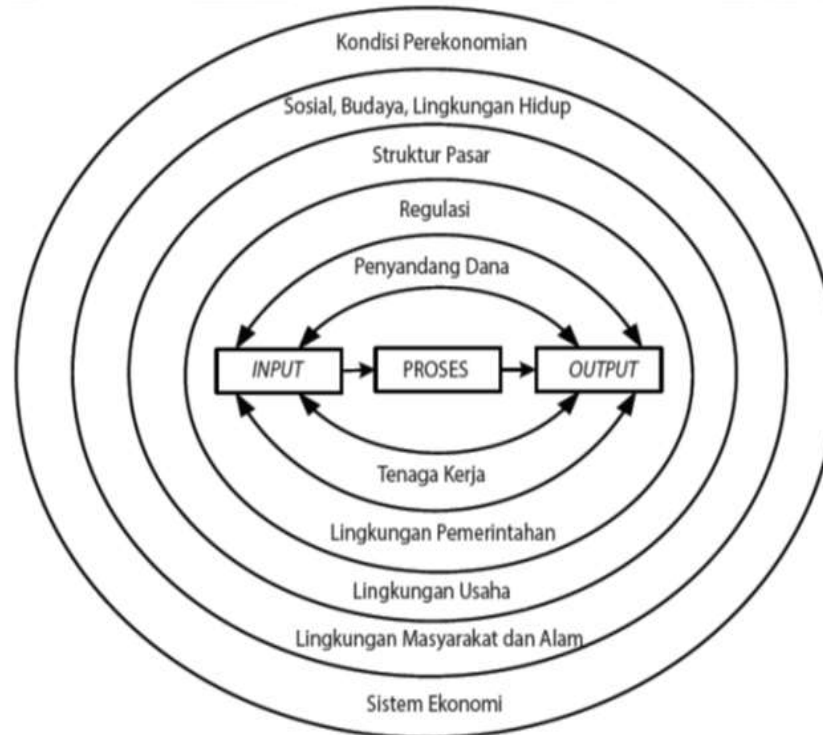 Kondisi Perekonomian
Sosial, Budaya, Lingkungan Hidup
Struktur Pasar
Regulasi
Penyandang Dana
INPUT
PROSES
OUTPUT
Tenaga Kerja
Lingkungan Pemerintahan
Lingkungan Usaha
Lingkungan Masyarakat dan Alam
Sistem Ekonomi